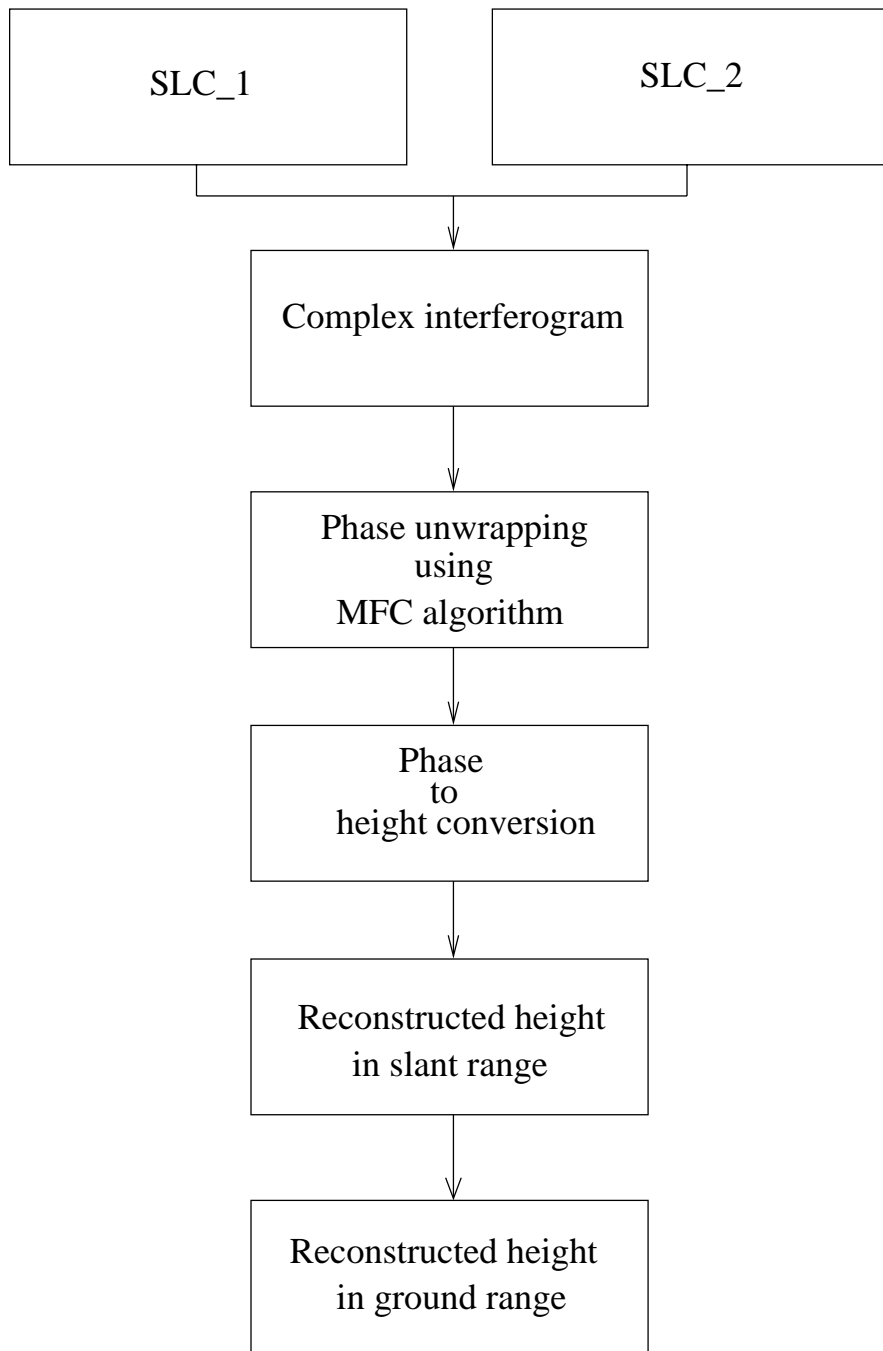 SLC_1
SLC_2
Complex interferogram
Phase unwrapping
using
MFC algorithm
Phase
to
height conversion
Reconstructed height
in slant range
Reconstructed height
in ground range